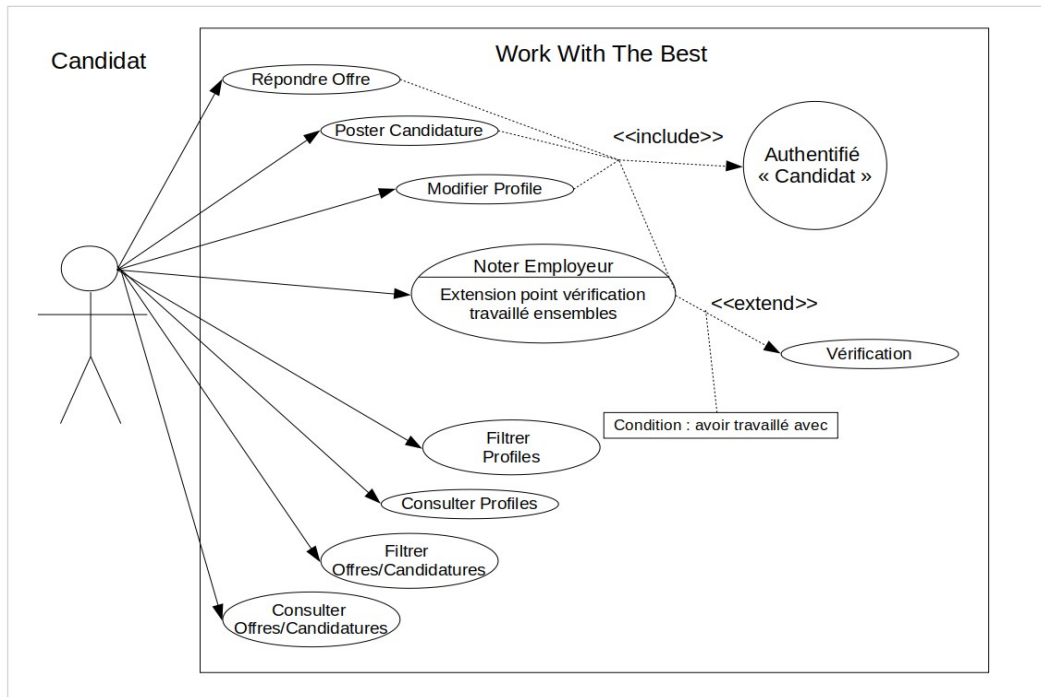 Candidat
Work With The Best
Répondre Offre
Poster Candidature
<<include>>
Authentifié
« Candidat »
Modifier Profile
Noter Employeur
Extension point vérification
travaillé ensembles
<<extend>>
Vérification
Condition : avoir travaillé avec
Filtrer
Profiles
Consulter Profiles
Filtrer
Offres/Candidatures
Consulter
Offres/Candidatures